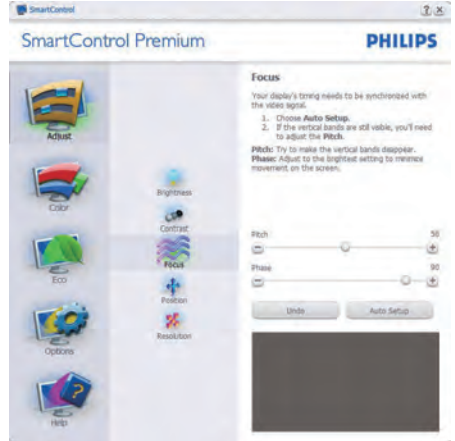 SmartControl
SmartControl Premium
PHILIPS
Adjust
Color
Eco
Options
Help
Brightness
Contrast
Focus
Position
Resolution
Focus
Your display's timing needs to be synchronized with
the video signal.
1. Choose Auto Setup.
2. If the vertical bands are still visible, you'll need
to adjust the Pitch.
Pitch: Try to make the vertical bands disappear.
Phase: Adjust to the brightest setting to minimize
movement on the screen.
Pitch 50
Phase 90
Undo Auto Setup